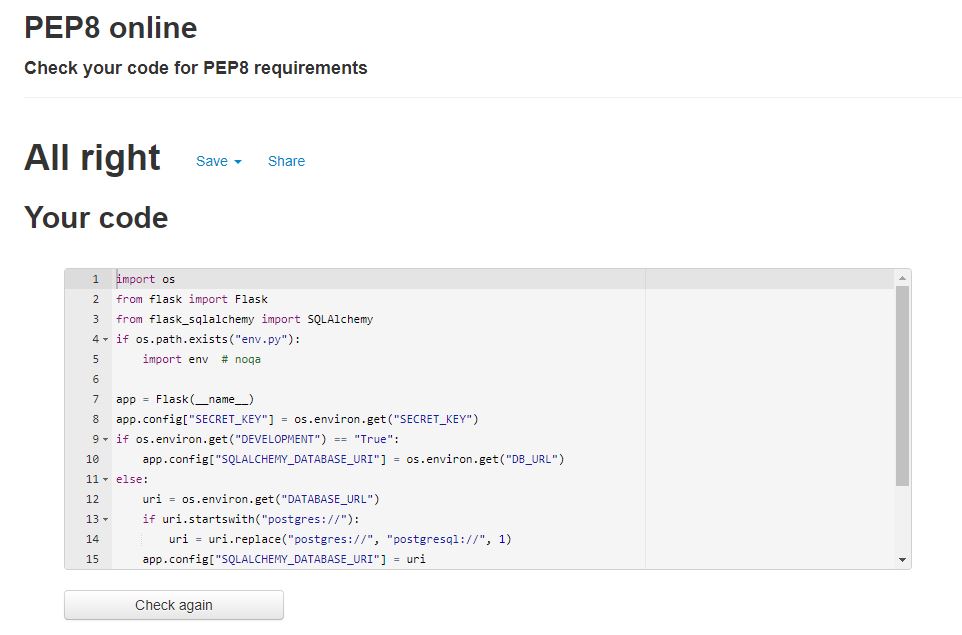 PEP8 online
Check your code for PEP8 requirements
All right Save Share
Your code
1 import os
2 from flask import Flask
3 from flask_sqlalchemy import SQLAlchemy
4 if os.path.exists("env.py"):
5     import env  # noqa
6
7 app = Flask(__name__)
8 app.config["SECRET_KEY"] = os.environ.get("SECRET_KEY")
9 if os.environ.get("DEVELOPMENT") == "True":
10     app.config["SQLALCHEMY_DATABASE_URI"] = os.environ.get("DB_URL")
11 else:
12     uri = os.environ.get("DATABASE_URL")
13     if uri.startswith("postgres://"):
14         uri = uri.replace("postgres://", "postgresql://", 1)
15     app.config["SQLALCHEMY_DATABASE_URI"] = uri
Check again